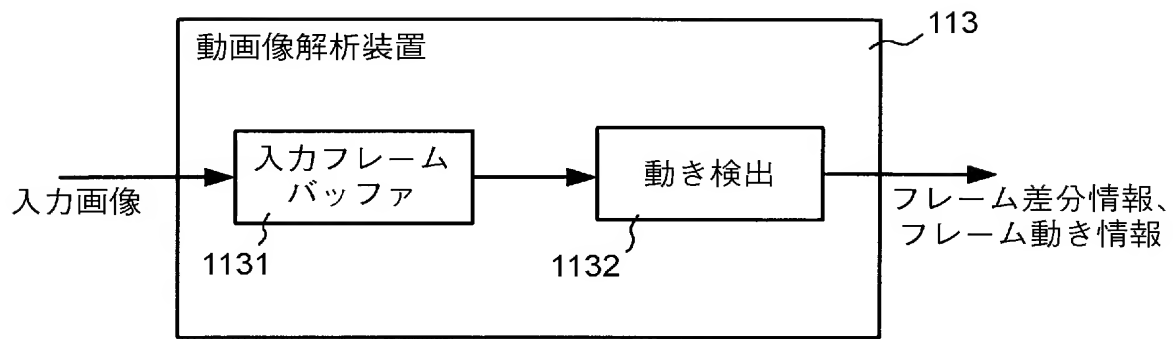 113
動画像解析装置
入力フレーム
バッファ
動き検出
入力画像
フレーム差分情報、
フレーム動き情報
1131
1132